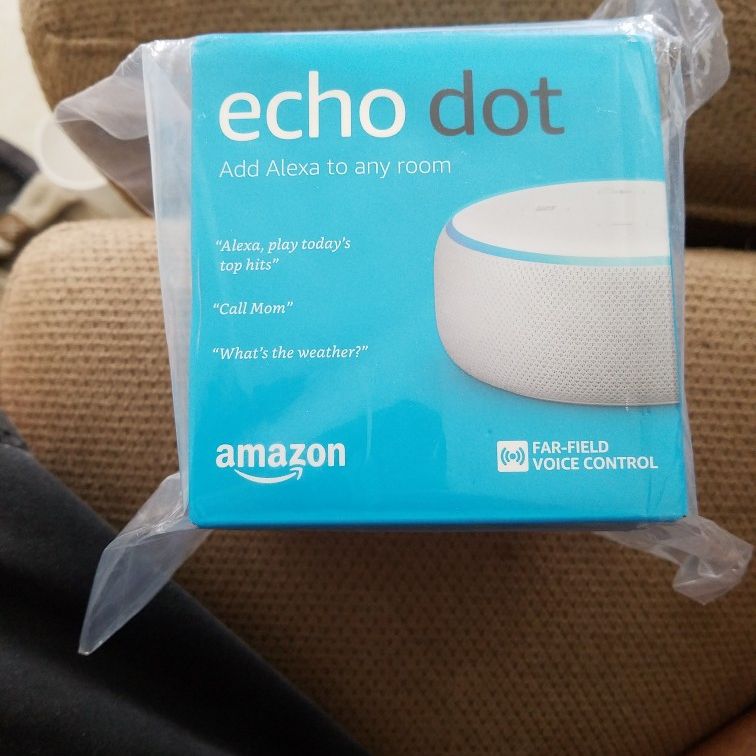 echo dot
Add Alexa to any room
“Alexa, play today’s
top hits”
“Call Mom”
“What’s the weather?”
amazon
FAR-FIELD
VOICE CONTROL